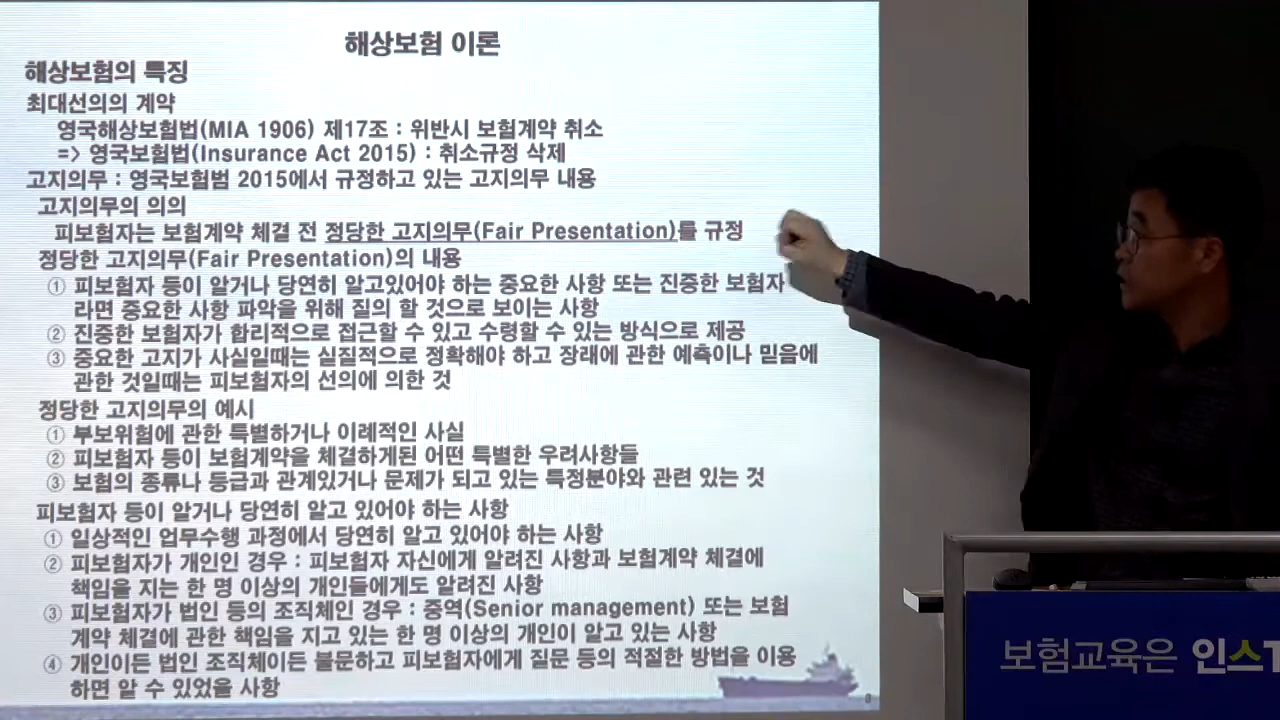 해상보험 이론
해상보험의 특징
최대선의의 계약
영국해상보험법(MIA 1906) 제17조 : 위반시 보험계약 취소
=> 영국보험법(Insurance Act 2015) : 취소규정 삭제
고지의무 : 영국보험범 2015에서 규정하고 있는 고지의무 내용
고지의무의 의의
피보험자는 보험계약 체결 전 정당한 고지의무(Fair Presentation)를 규정
정당한 고지의무(Fair Presentation)의 내용
① 피보험자 등이 알거나 당연히 알고있어야 하는 중요한 사항 또는 진중한 보험자
라면 중요한 사항 파악을 위해 질의 할 것으로 보이는 사항
② 진중한 보험자가 합리적으로 접근할 수 있고 수령할 수 있는 방식으로 제공
③ 중요한 고지가 사실일때는 실질적으로 정확해야 하고 장래에 관한 예측이나 믿음에
관한 것일때는 피보험자의 선의에 의한 것
정당한 고지의무의 예시
① 부보위험에 관한 특별하거나 이례적인 사실
② 피보험자 등이 보험계약을 체결하게된 어떤 특별한 우려사항들
③ 보험의 종류나 등급과 관계있거나 문제가 되고 있는 특정분야와 관련 있는 것
피보험자 등이 알거나 당연히 알고 있어야 하는 사항
① 일상적인 업무수행 과정에서 당연히 알고 있어야 하는 사항
② 피보험자가 개인인 경우 : 피보험자 자신에게 알려진 사항과 보험계약 체결에
책임을 지는 한 명 이상의 개인들에게도 알려진 사항
③ 피보험자가 법인 등의 조직체인 경우 : 중역(Senior management) 또는 보험
계약 체결에 관한 책임을 지고 있는 한 명 이상의 개인이 알고 있는 사항
④ 개인이든 법인 조직체이든 불문하고 피보험자에게 질문 등의 적절한 방법을 이용
하면 알 수 있었을 사항
보험교육은 인스T